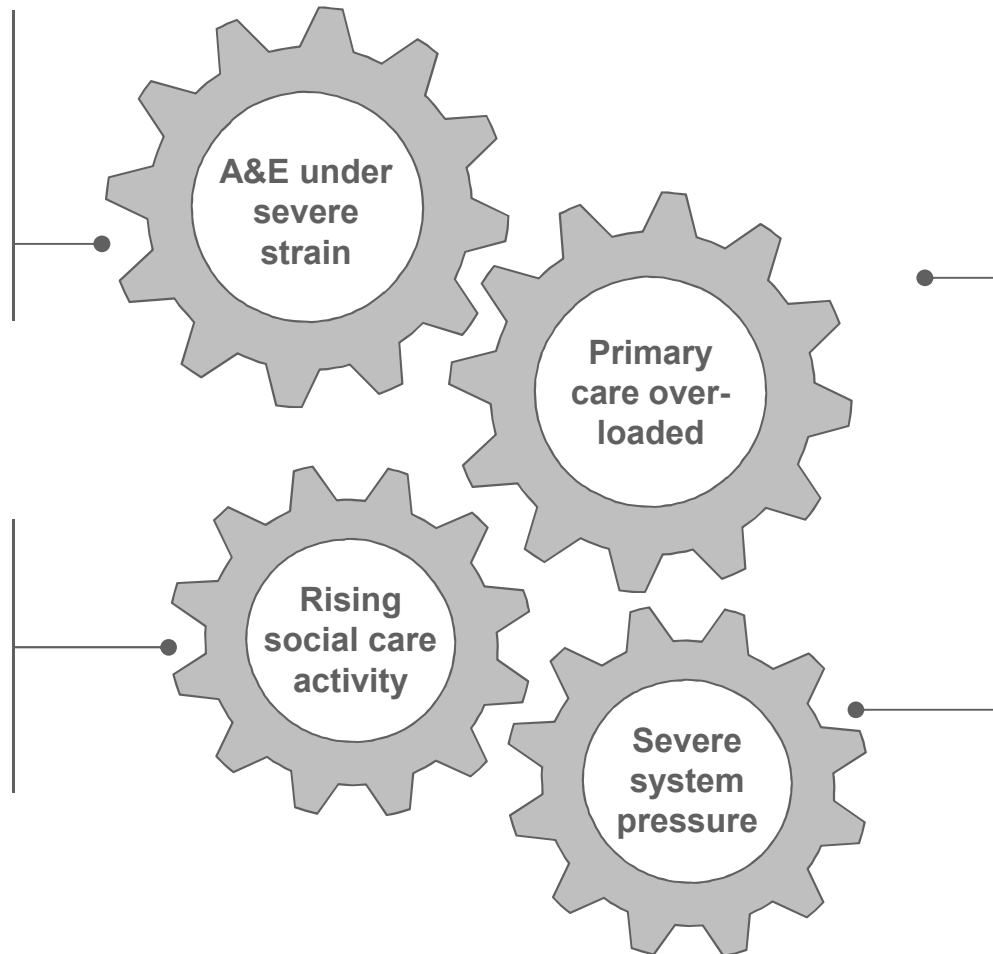 A&E under
severe
strain
Primary
care over-
loaded
Rising
social care
activity
Severe
system
pressure